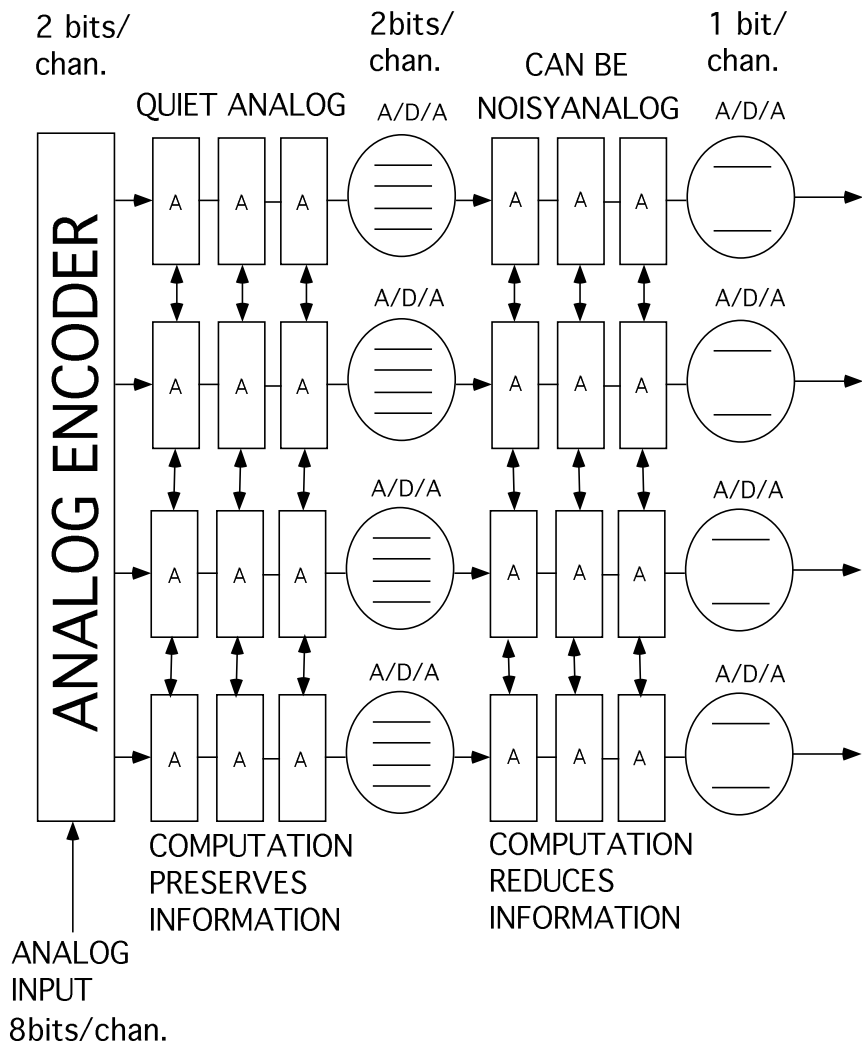 2 bits/
chan.
2bits/
chan.
1 bit/
chan.
QUIET ANALOG
CAN BE
NOISYANALOG
A/D/A
A/D/A
ANALOG ENCODER
A A A
A A A
A/D/A
A/D/A
A A A
A A A
A/D/A
A/D/A
A A A
A A A
A/D/A
A/D/A
A A A
A A A
COMPUTATION
PRESERVES
INFORMATION
COMPUTATION
REDUCES
INFORMATION
ANALOG
INPUT
8bits/chan.